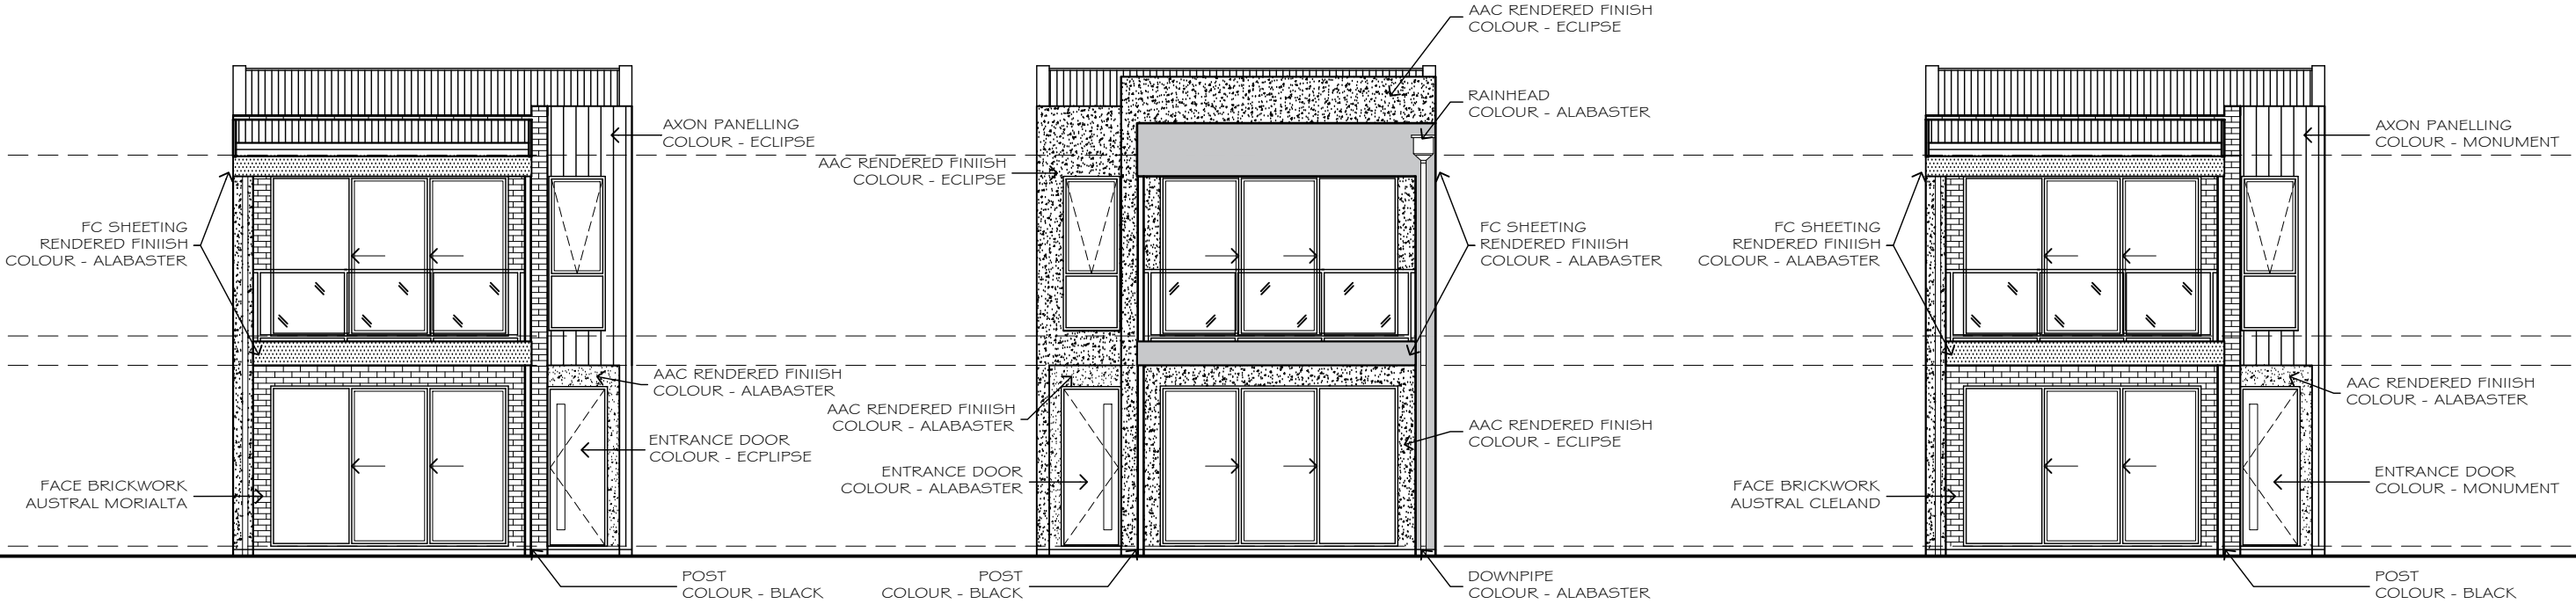 AXON PANELLING
COLOUR - ECLIPSE
FC SHEETING
RENDERED FINIISH
COLOUR - ALABASTER
AAC RENDERED FINIISH
COLOUR - ALABASTER
ENTRANCE DOOR
COLOUR - ECPLIPSE
FACE BRICKWORK
AUSTRAL MORIALTA
POST
COLOUR - BLACK
AAC RENDERED FINISH
COLOUR - ECLIPSE
RAINHEAD
COLOUR - ALABASTER
AAC RENDERED FINIISH
COLOUR - ECLIPSE
FC SHEETING
RENDERED FINIISH
COLOUR - ALABASTER
AAC RENDERED FINIISH
COLOUR - ALABASTER
AAC RENDERED FINISH
COLOUR - ECLIPSE
ENTRANCE DOOR
COLOUR - ALABASTER
POST
COLOUR - BLACK
DOWNPIPE
COLOUR - ALABASTER
AXON PANELLING
COLOUR - MONUMENT
FC SHEETING
RENDERED FINIISH
COLOUR - ALABASTER
AAC RENDERED FINIISH
COLOUR - ALABASTER
ENTRANCE DOOR
COLOUR - MONUMENT
FACE BRICKWORK
AUSTRAL CLELAND
POST
COLOUR - BLACK